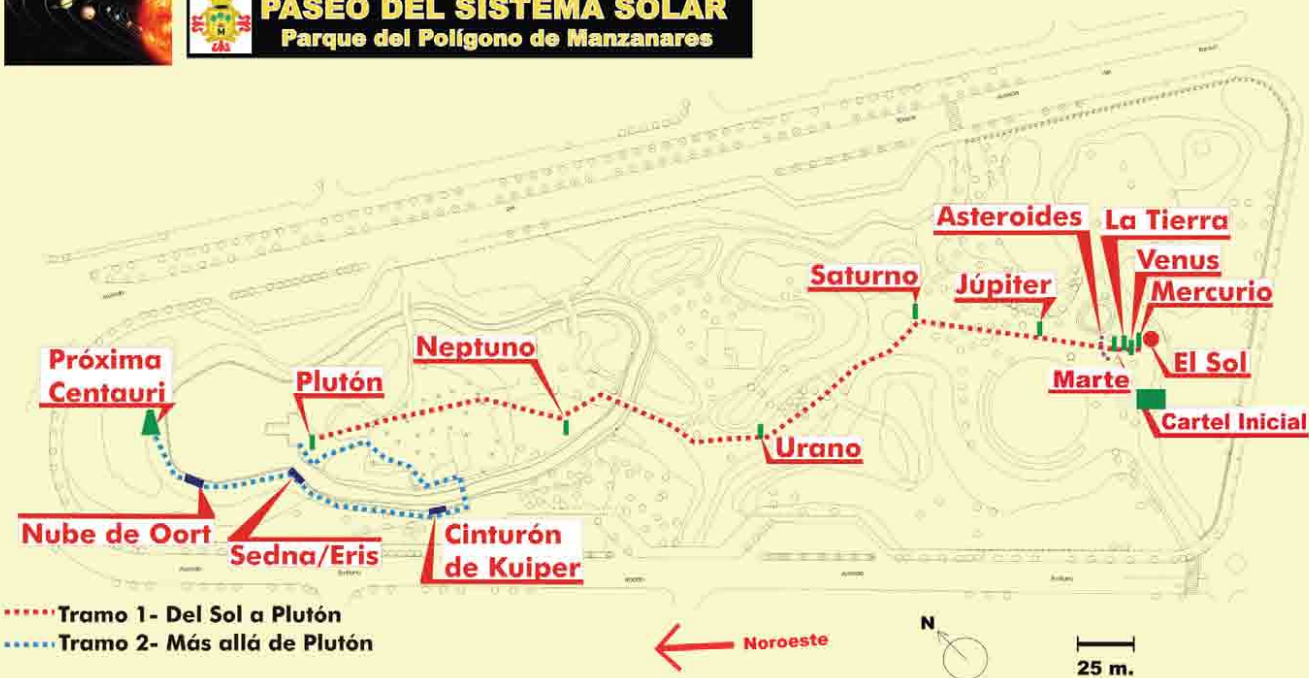 PASEO DEL SISTEMA SOLAR
Parque del Polígono de Manzanares
M
Asteroides
La Tierra
Venus
Mercurio
Saturno
Júpiter
El Sol
Marte
Cartel Inicial
Neptuno
Urano
Plutón
Próxima
Centauri
Nube de Oort
Sedna/Eris
Cinturón
de Kuiper
Tramo 1- Del Sol a Plutón
Tramo 2- Más allá de Plutón
Noroeste
N
25 m.